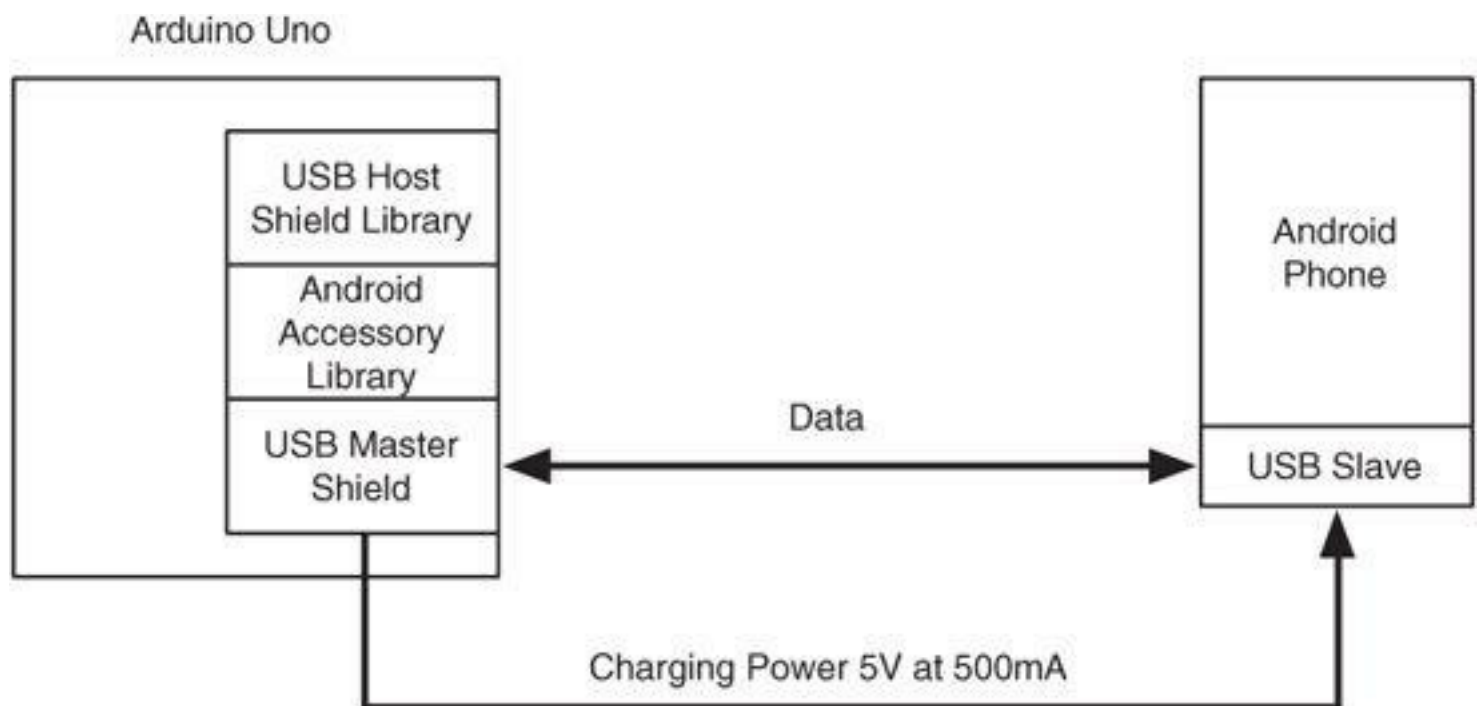 Arduino Uno
USB Host
Shield Library
Android
Accessory
Library
USB Master
Shield
Data
Android
Phone
USB Slave
Charging Power 5V at 500mA